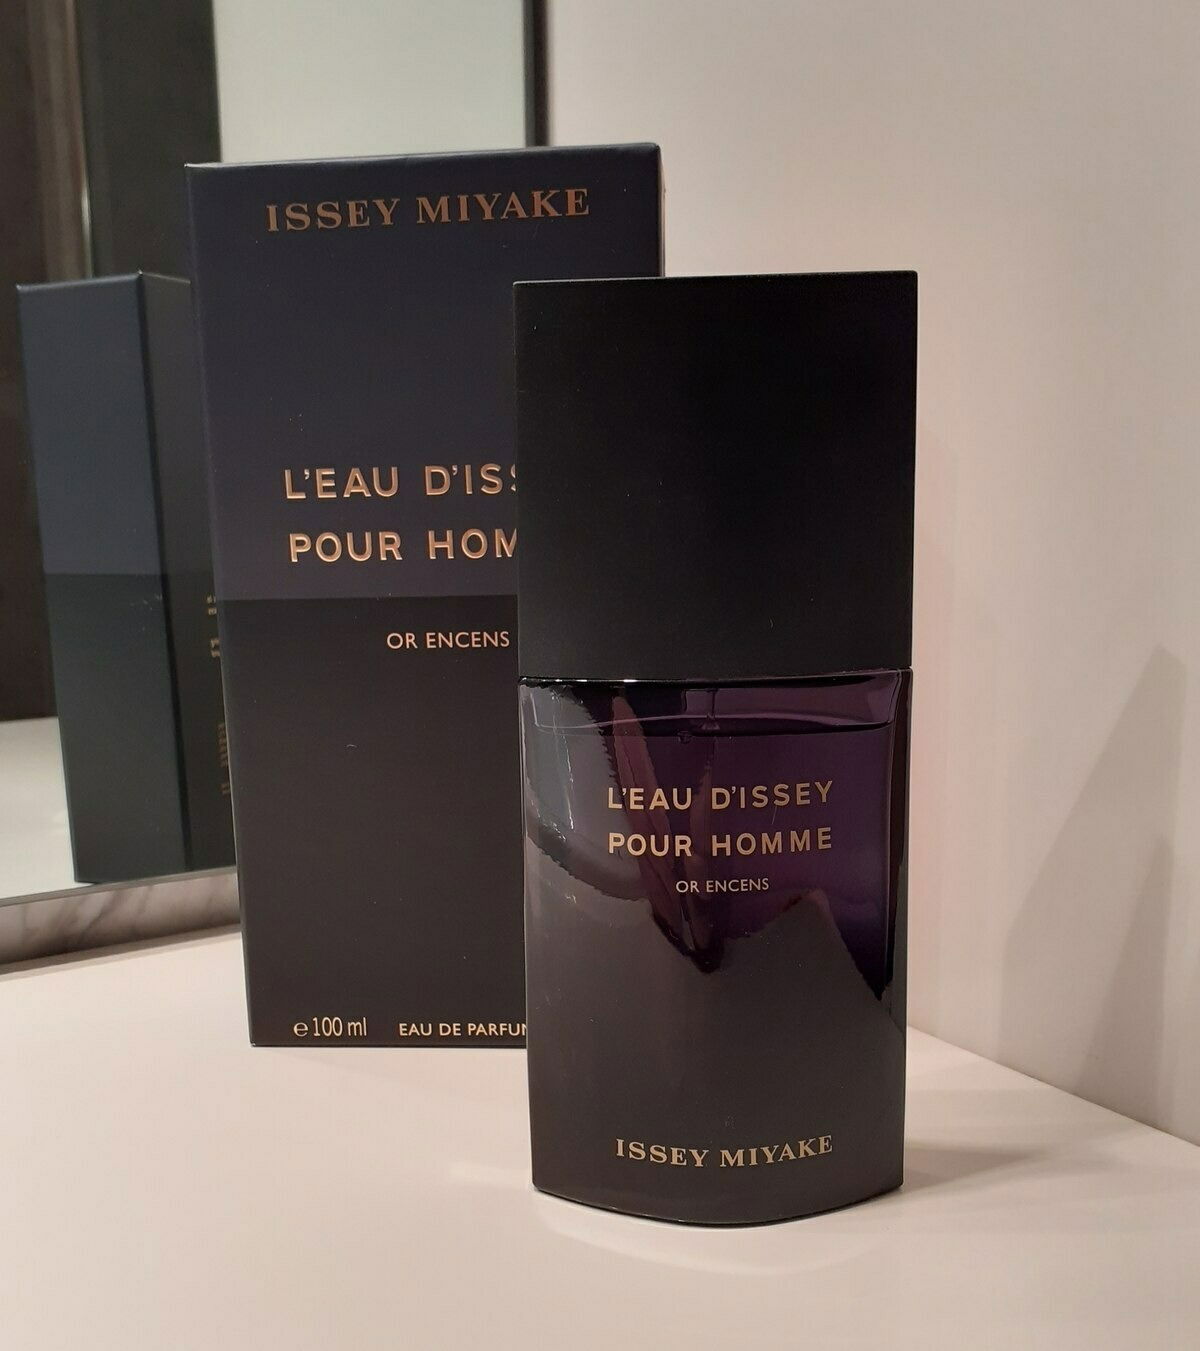 ISSEY MIYAKE
L'EAU D'ISS
POUR HOM
OR ENCENS
e 100 ml EAU DE PARFUM
L'EAU D'ISSEY
POUR HOMME
OR ENCENS
ISSEY MIYAKE